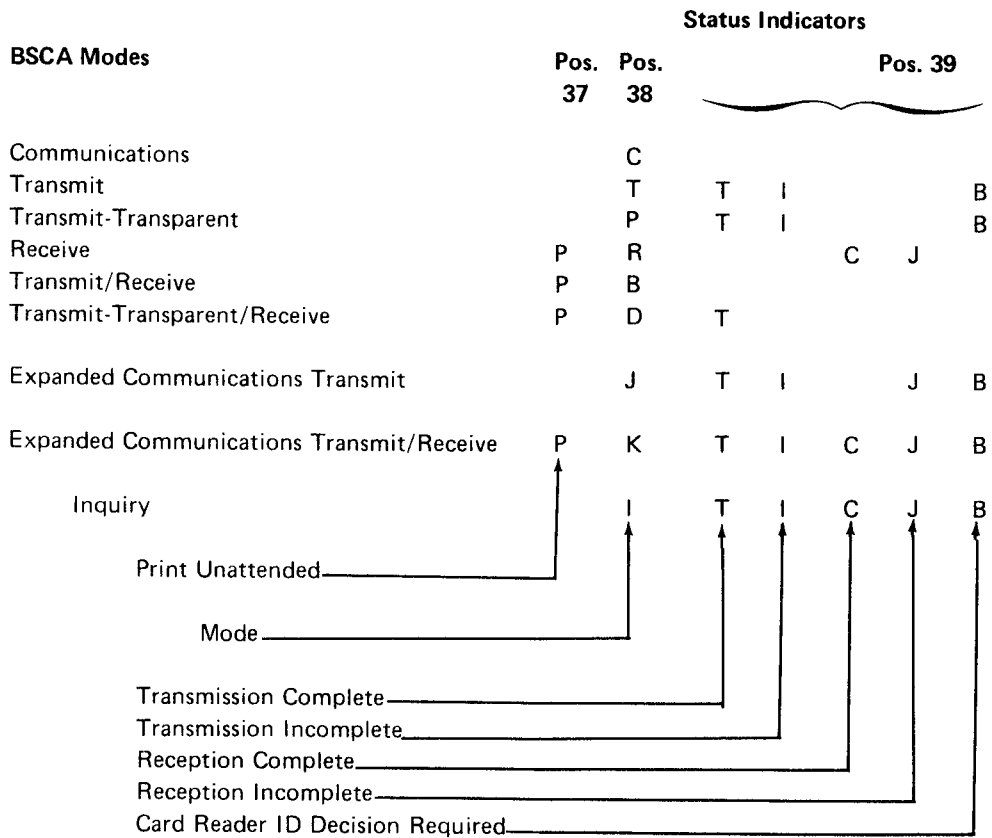 Status Indicators
BSCA Modes Pos. Pos. Pos. 39
37 38
Communications C
Transmit T T I B
Transmit-Transparent P T I B
Receive P R C J
Transmit/Receive P B
Transmit-Transparent/Receive P D T
Expanded Communications Transmit J T I J B
Expanded Communications Transmit/Receive P K T I C J B
Inquiry I T I C J B
Print Unattended
Mode
Transmission Complete
Transmission Incomplete
Reception Complete
Reception Incomplete
Card Reader ID Decision Required